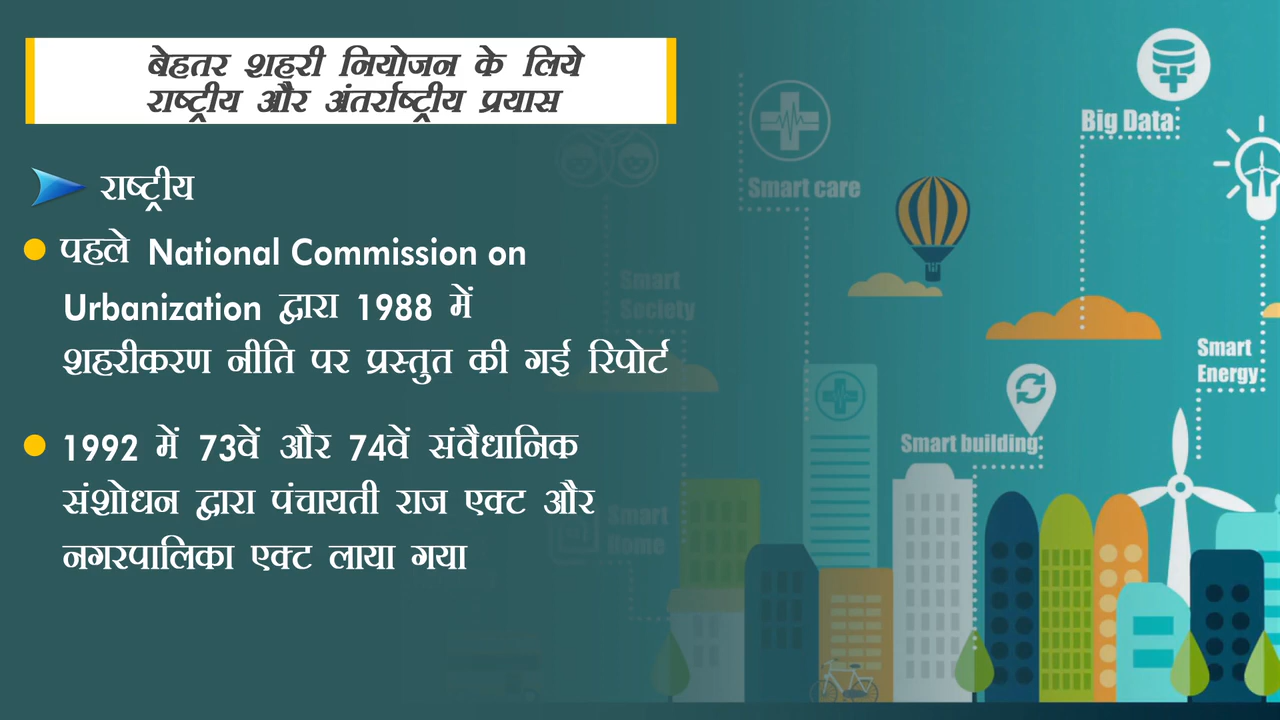 बेहतर शहरी नियोजन के लिये
राष्ट्रीय और अंतर्राष्ट्रीय प्रयास
राष्ट्रीय
पहले National Commission on
Urbanization द्वारा 1988 में
शहरीकरण नीति पर प्रस्तुत की गई रिपोर्ट
1992 में 73वें और 74वें संवैधानिक
संशोधन द्वारा पंचायती राज एक्ट और
नगरपालिका एक्ट लाया गया
Big Data
Smart care
Smart
Society
Smart
Energy
Smart building
Smart
Home